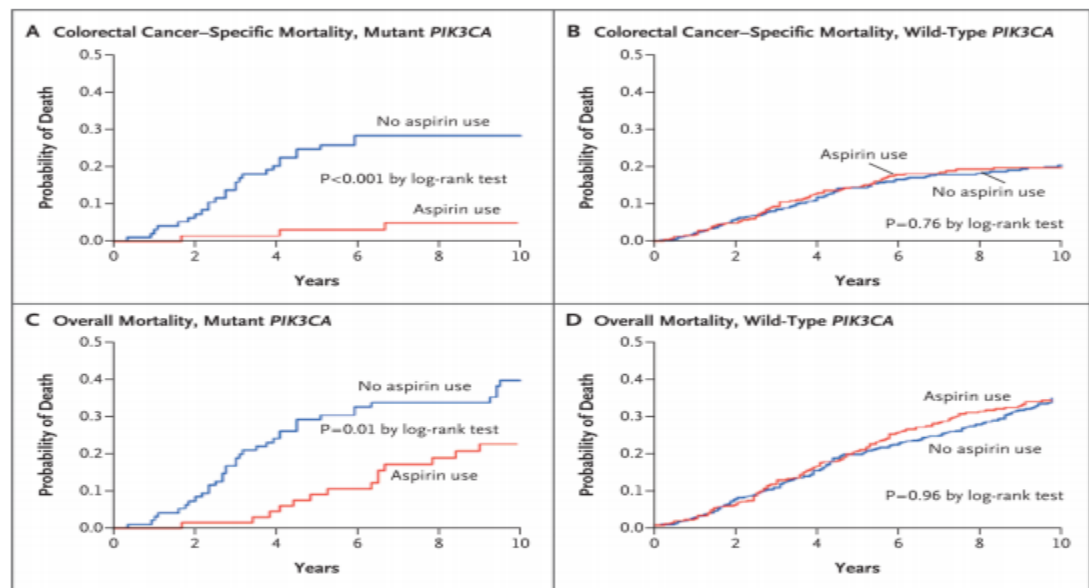 A Colorectal Cancer–Specific Mortality, Mutant PIK3CA
0.5
0.4
0.3
0.2
0.1
0.0
Probability of Death
No aspirin use
P<0.001 by log-rank test
Aspirin use
0 2 4 6 8 10
Years
B Colorectal Cancer–Specific Mortality, Wild-Type PIK3CA
0.5
0.4
0.3
0.2
0.1
0.0
Probability of Death
Aspirin use
No aspirin use
P=0.76 by log-rank test
0 2 4 6 8 10
Years
C Overall Mortality, Mutant PIK3CA
0.5
0.4
0.3
0.2
0.1
0.0
Probability of Death
No aspirin use
P=0.01 by log-rank test
Aspirin use
0 2 4 6 8 10
Years
D Overall Mortality, Wild-Type PIK3CA
0.5
0.4
0.3
0.2
0.1
0.0
Probability of Death
Aspirin use
No aspirin use
P=0.96 by log-rank test
0 2 4 6 8 10
Years